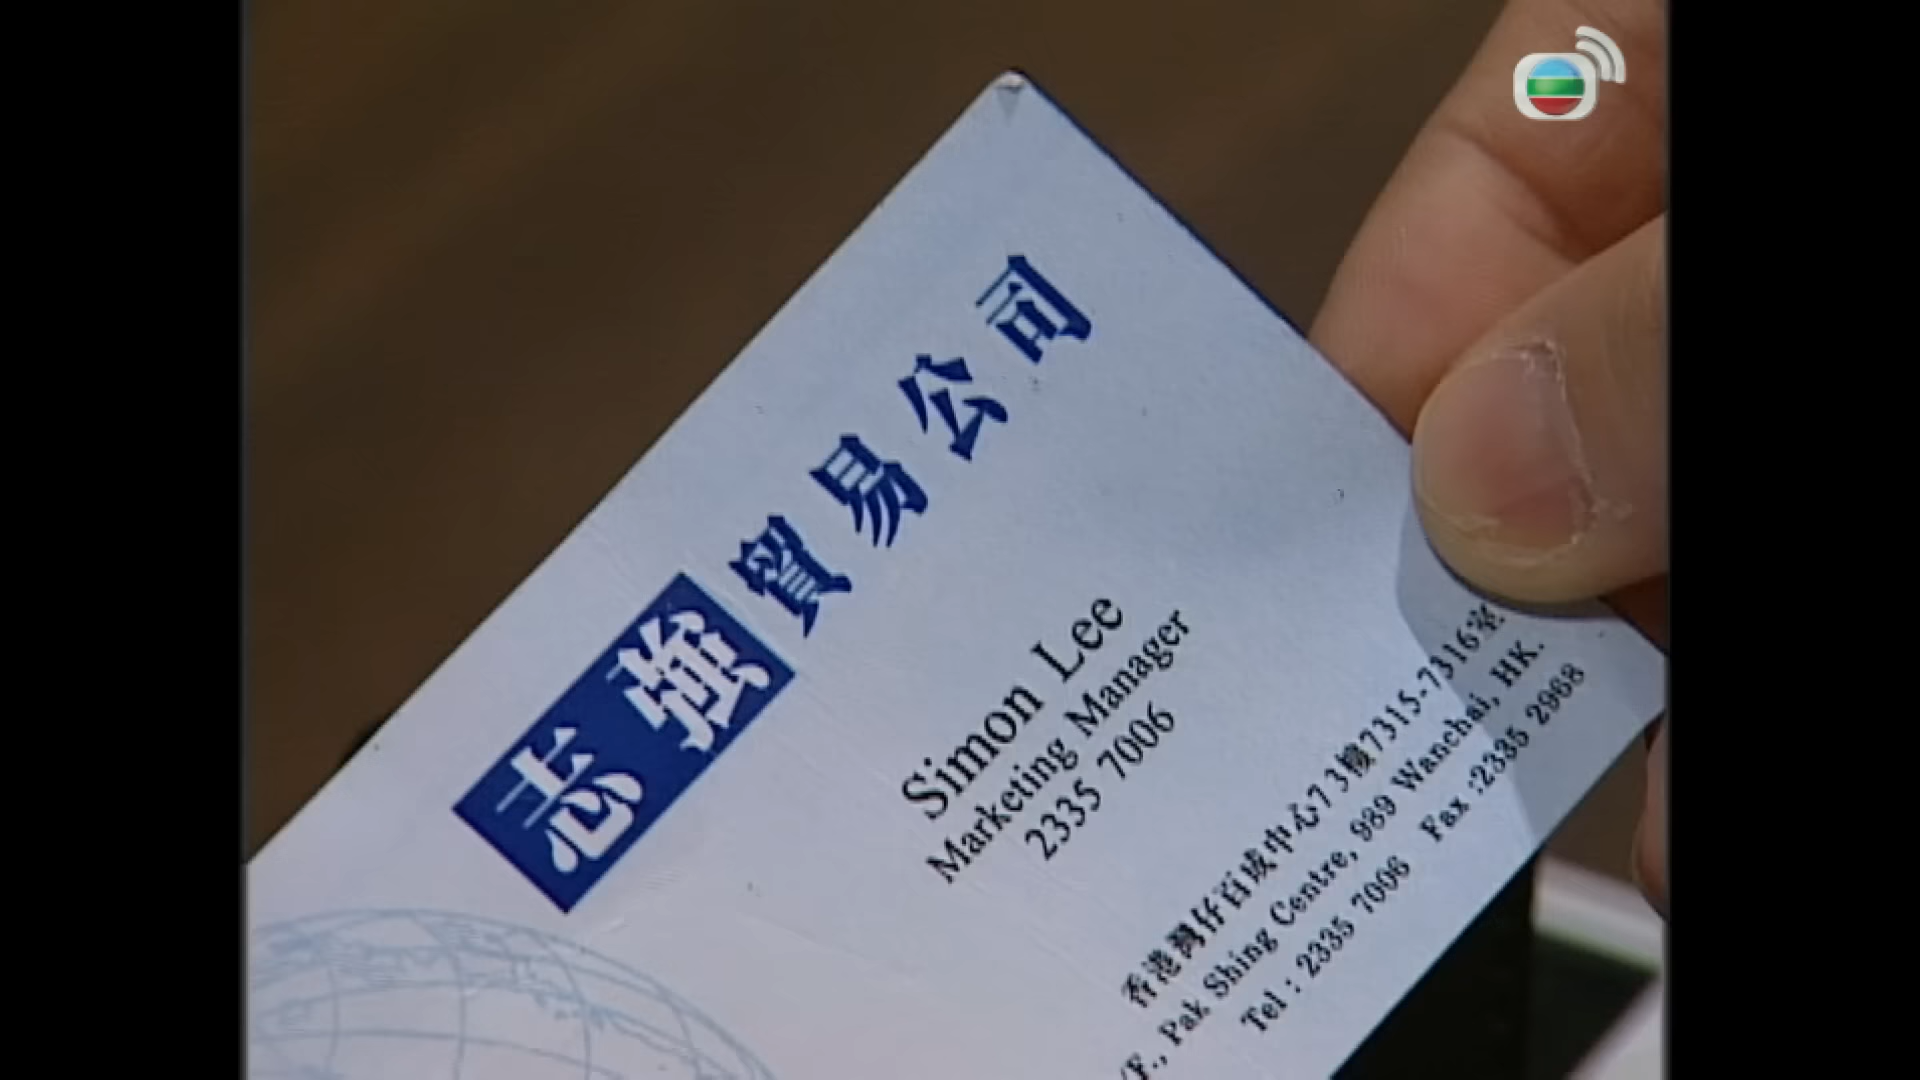 志強貿易公司
Simon Lee
Marketing Manager
2335 7006
香港灣仔百成中心73樓7315-7316室
/F., Pak Shing Centre, 989 Wanchai, HK.
Tel : 2335 7006 Fax :2335 2968